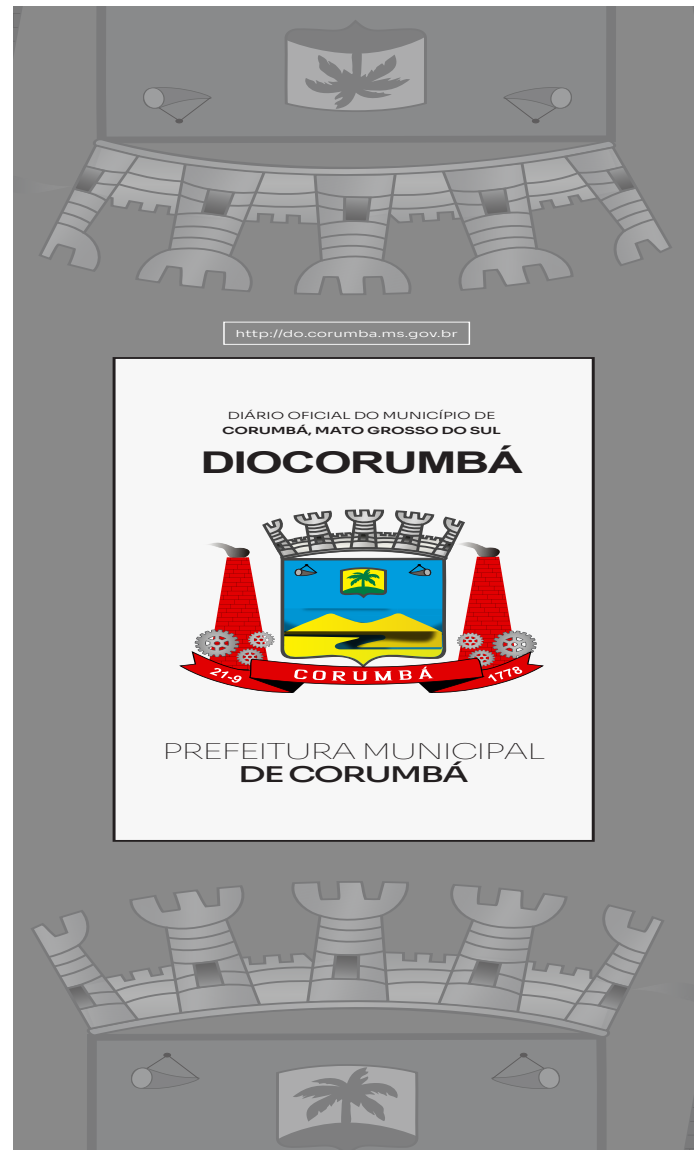 http://do.corumba.ms.gov.br
DIÁRIO OFICIAL DO MUNICÍPIO DE
CORUMBÁ, MATO GROSSO DO SUL
DIOCORUMBÁ
21-9 CORUMBÁ 1778
PREFEITURA MUNICIPAL
DE CORUMBÁ